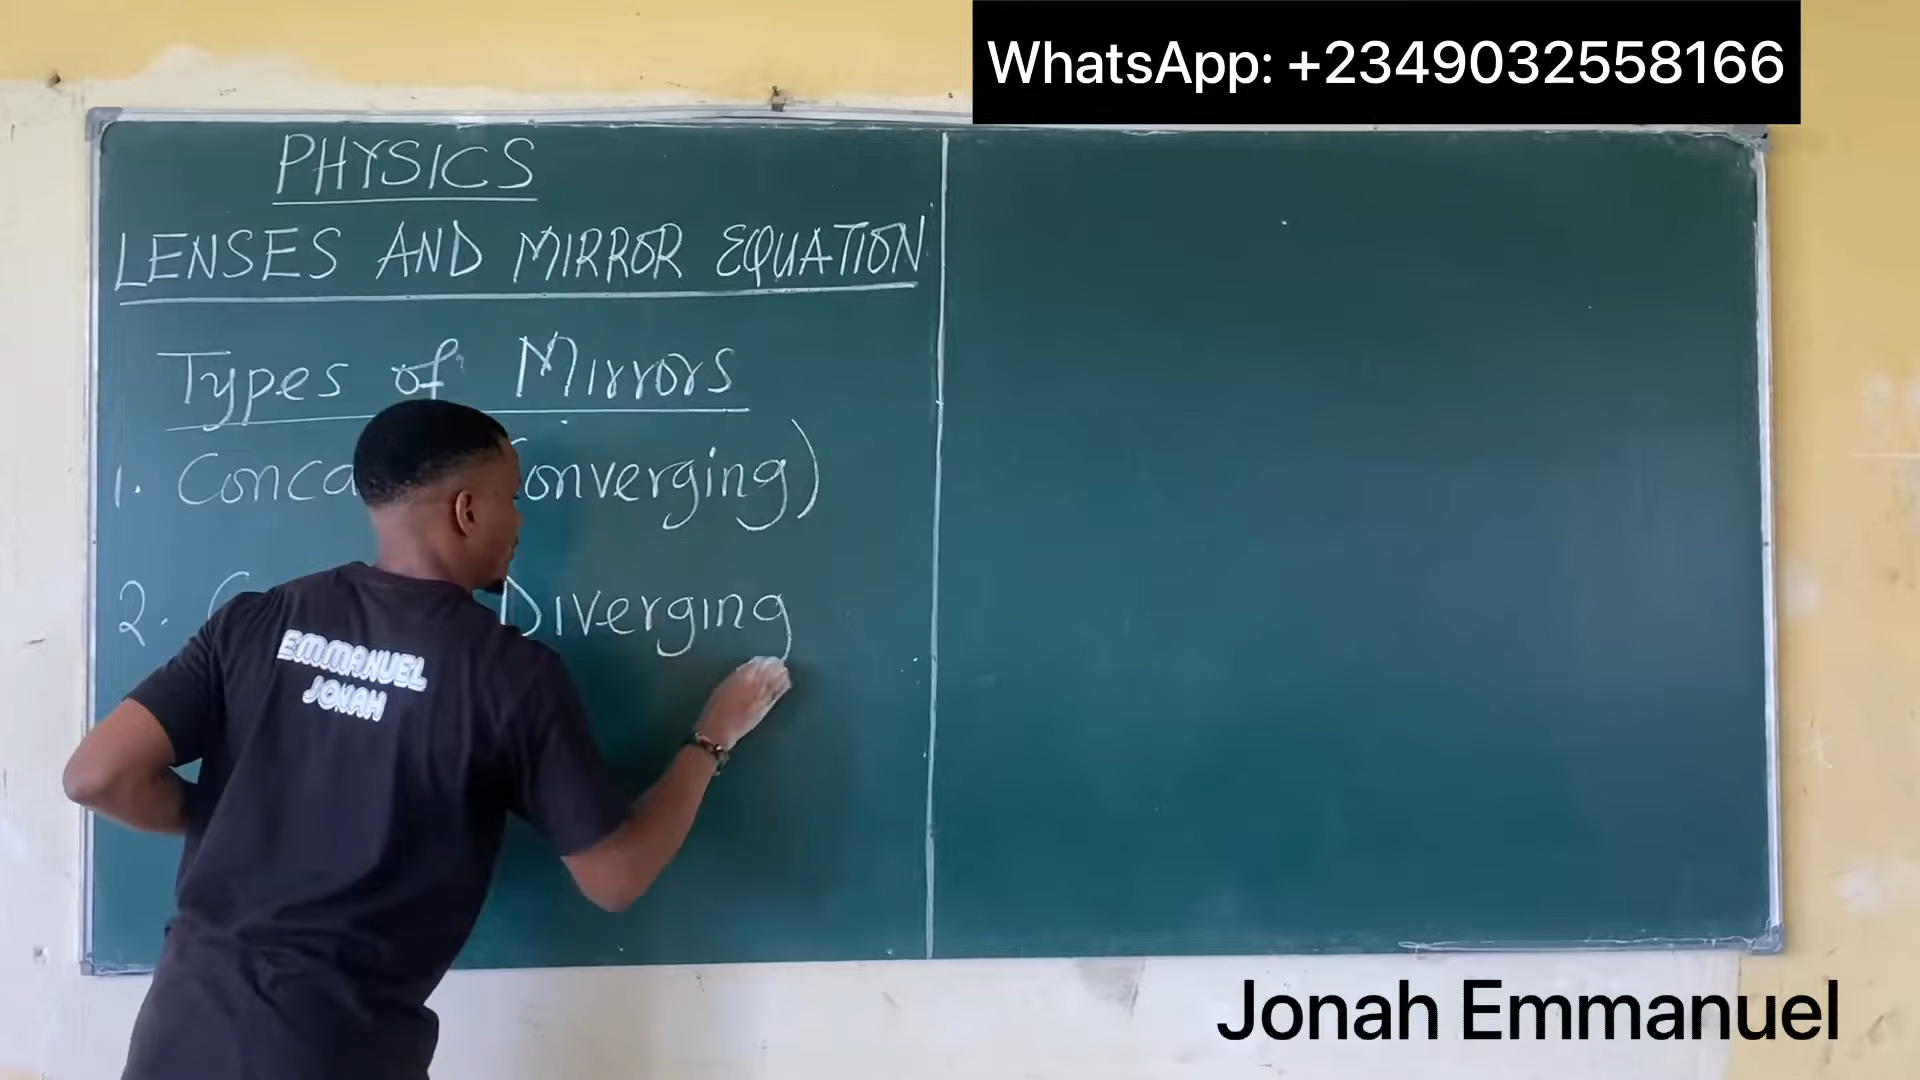 WhatsApp: +2349032558166
PHYSICS
LENSES AND MIRROR EQUATION
Types of Mirrors
1. Conca onverging)
2. Diverging
EMMANUEL
JONAH
Jonah Emmanuel